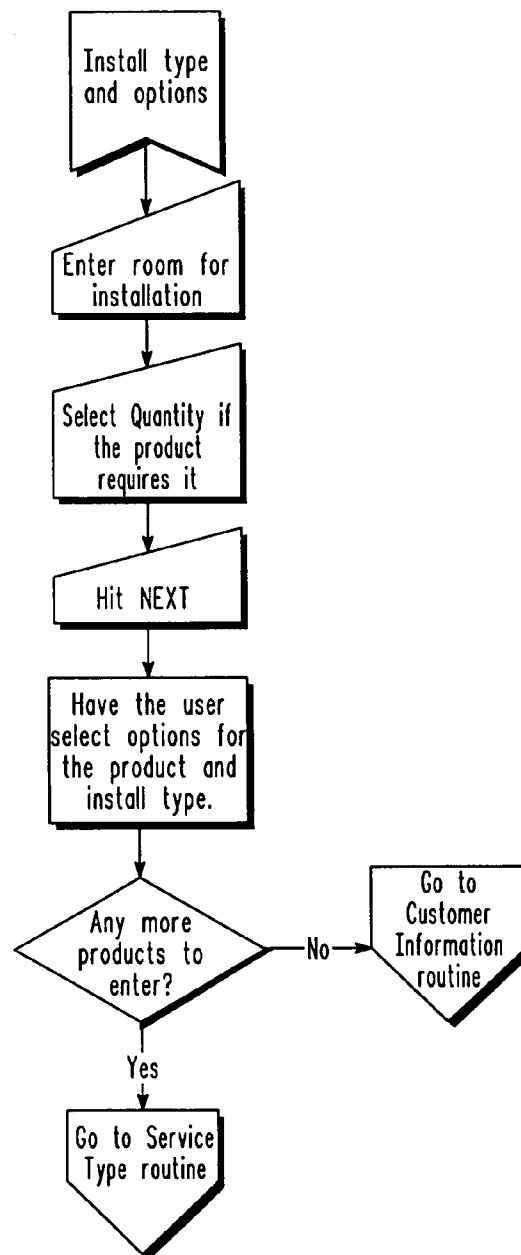 Install type
and options
Enter room for
installation
Select Quantity if
the product
requires it
Hit NEXT
Have the user
select options for
the product and
install type.
Any more
products to
enter?
No
Go to
Customer
Information
routine
Yes
Go to Service
Type routine